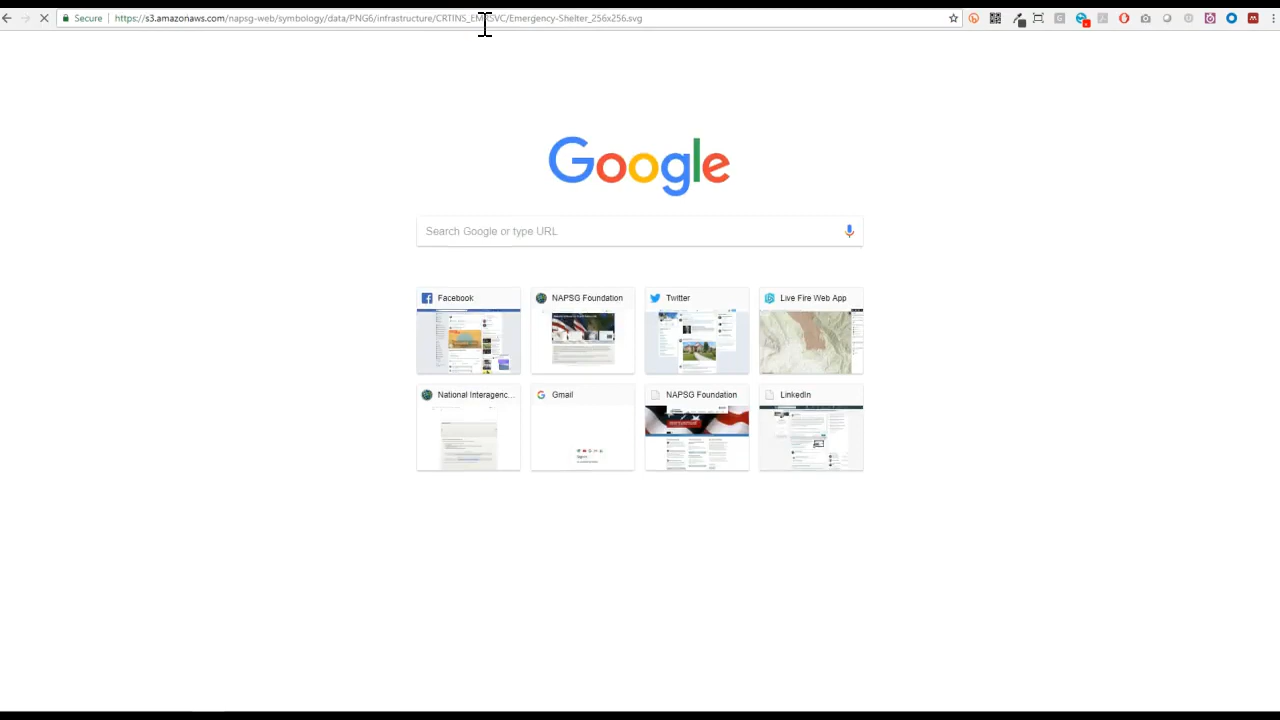 Secure https://s3.amazonaws.com/napsg-web/symbology/data/PNG6/infrastructure/CRTINS_EMRSVC/Emergency-Shelter_256x256.svg
Google
Search Google or type URL
Facebook NAPSG Foundation Twitter Live Fire Web App
National Interagenc... Gmail NAPSG Foundation LinkedIn